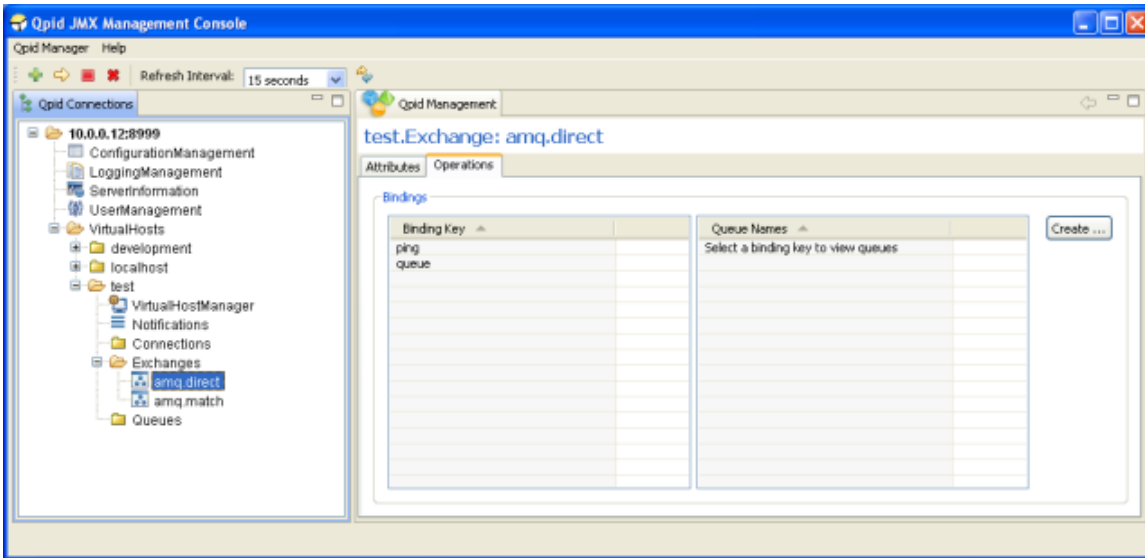 Qpid JMX Management Console
Qpid Manager Help
Refresh Interval: 15 seconds
Qpid Connections
10.0.0.12:8999
ConfigurationManagement
LoggingManagement
ServerInformation
UserManagement
VirtualHosts
development
localhost
test
VirtualHostManager
Notifications
Connections
Exchanges
amq.direct
amq.match
Queues
Qpid Management
test.Exchange: amq.direct
Attributes Operations
Bindings
Binding Key
ping
queue
Queue Names
Select a binding key to view queues
Create ...